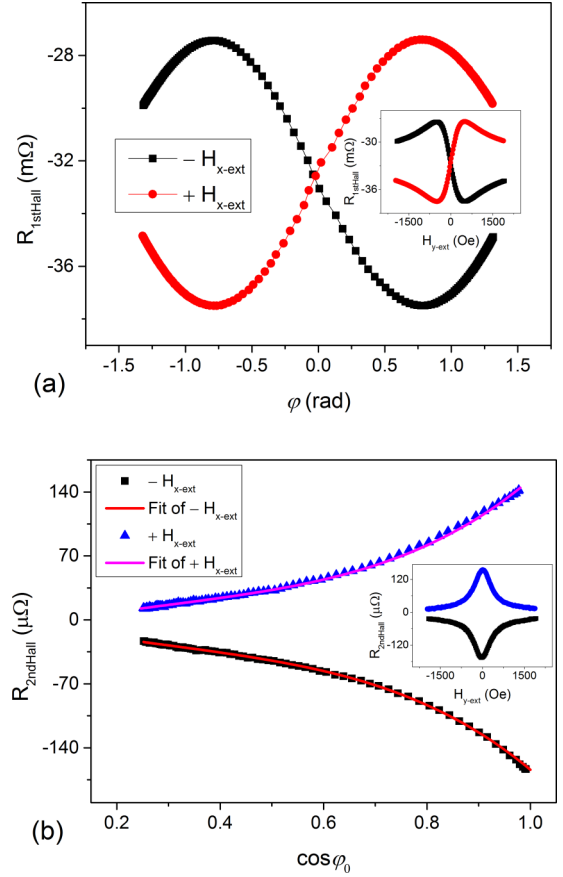 -28
-32
-36
R1stHall (mΩ)
− Hx-ext
+ Hx-ext
-30
-36
R1stHall (mΩ)
-1500 0 1500
Hy-ext (Oe)
-1.5 -1.0 -0.5 0.0 0.5 1.0 1.5
φ (rad)
(a)
140
70
0
-70
-140
R2ndHall (μΩ)
− Hx-ext
Fit of − Hx-ext
+ Hx-ext
Fit of + Hx-ext
120
0
-120
R2ndHall (μΩ)
-1500 0 1500
Hy-ext (Oe)
0.2 0.4 0.6 0.8 1.0
cosφ0
(b)